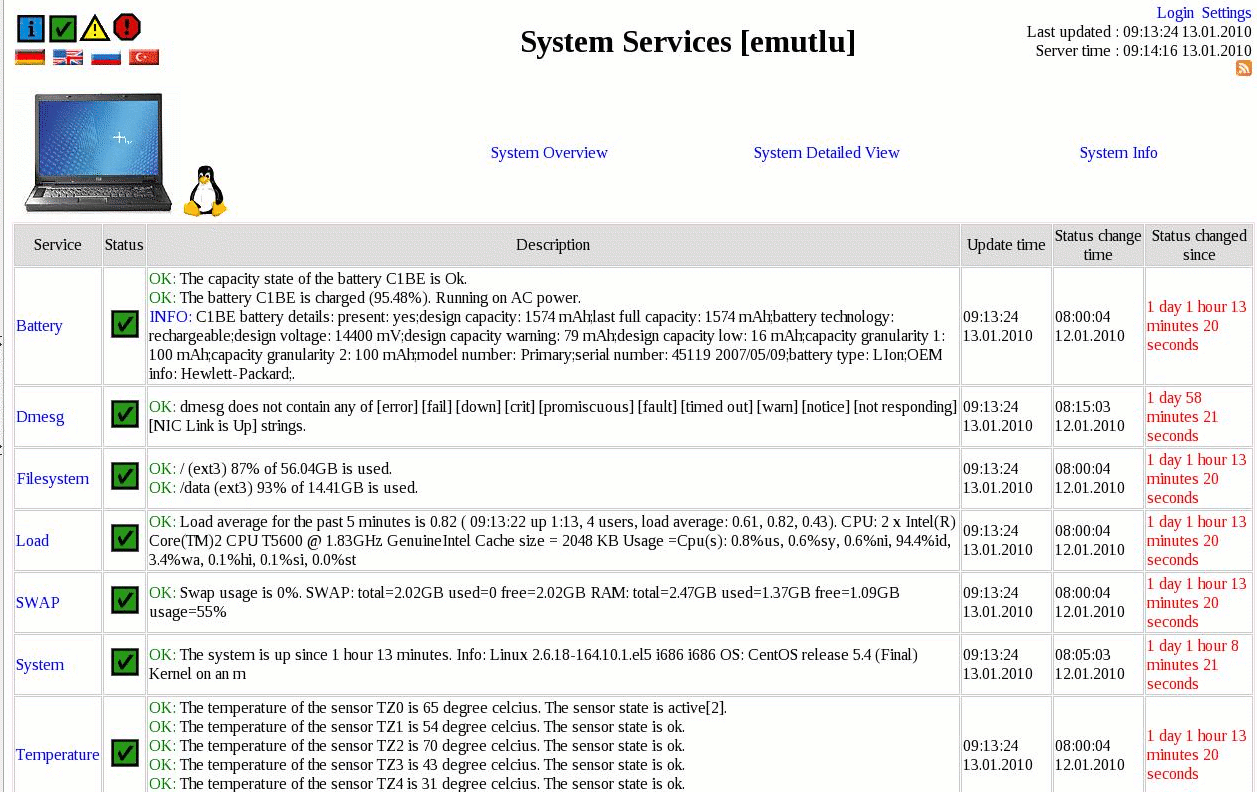 Login Settings
System Services [emutlu]
Last updated : 09:13:24 13.01.2010
Server time : 09:14:16 13.01.2010
System Overview
System Detailed View
System Info
Service
Status
Description
Update time
Status change
time
Status changed
since
Battery
OK: The capacity state of the battery C1BE is Ok.
OK: The battery C1BE is charged (95.48%). Running on AC power.
INFO: C1BE battery details: present: yes;design capacity: 1574 mAh;last full capacity: 1574 mAh;battery technology:
rechargeable;design voltage: 14400 mV;design capacity warning: 79 mAh;design capacity low: 16 mAh;capacity granularity 1:
100 mAh;capacity granularity 2: 100 mAh;model number: Primary;serial number: 45119 2007/05/09;battery type: LIon;OEM
info: Hewlett-Packard;.
09:13:24
13.01.2010
08:00:04
12.01.2010
1 day 1 hour 13
minutes 20
seconds
Dmesg
OK: dmesg does not contain any of [error] [fail] [down] [crit] [promiscuous] [fault] [timed out] [warn] [notice] [not responding]
[NIC Link is Up] strings.
09:13:24
13.01.2010
08:15:03
12.01.2010
1 day 58
minutes 21
seconds
Filesystem
OK: / (ext3) 87% of 56.04GB is used.
OK: /data (ext3) 93% of 14.41GB is used.
09:13:24
13.01.2010
08:00:04
12.01.2010
1 day 1 hour 13
minutes 20
seconds
Load
OK: Load average for the past 5 minutes is 0.82 ( 09:13:22 up 1:13, 4 users, load average: 0.61, 0.82, 0.43). CPU: 2 x Intel(R)
Core(TM)2 CPU T5600 @ 1.83GHz GenuineIntel Cache size = 2048 KB Usage =Cpu(s): 0.8%us, 0.6%sy, 0.6%ni, 94.4%id,
3.4%wa, 0.1%hi, 0.1%si, 0.0%st
09:13:24
13.01.2010
08:00:04
12.01.2010
1 day 1 hour 13
minutes 20
seconds
SWAP
OK: Swap usage is 0%. SWAP: total=2.02GB used=0 free=2.02GB RAM: total=2.47GB used=1.37GB free=1.09GB
usage=55%
09:13:24
13.01.2010
08:00:04
12.01.2010
1 day 1 hour 13
minutes 20
seconds
System
OK: The system is up since 1 hour 13 minutes. Info: Linux 2.6.18-164.10.1.el5 i686 i686 OS: CentOS release 5.4 (Final)
Kernel on an m
09:13:24
13.01.2010
08:05:03
12.01.2010
1 day 1 hour 8
minutes 21
seconds
Temperature
OK: The temperature of the sensor TZ0 is 65 degree celcius. The sensor state is active[2].
OK: The temperature of the sensor TZ1 is 54 degree celcius. The sensor state is ok.
OK: The temperature of the sensor TZ2 is 70 degree celcius. The sensor state is ok.
OK: The temperature of the sensor TZ3 is 43 degree celcius. The sensor state is ok.
OK: The temperature of the sensor TZ4 is 31 degree celcius. The sensor state is ok.
09:13:24
13.01.2010
08:00:04
12.01.2010
1 day 1 hour 13
minutes 20
seconds